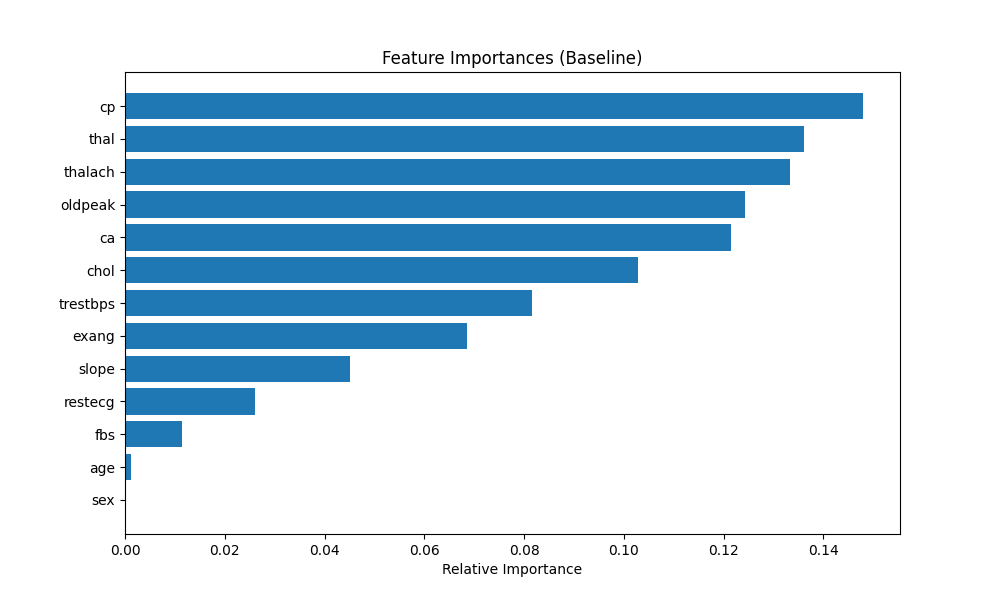 Feature Importances (Baseline)
cp
thal
thalach
oldpeak
ca
chol
trestbps
exang
slope
restecg
fbs
age
sex
0.00 0.02 0.04 0.06 0.08 0.10 0.12 0.14
Relative Importance